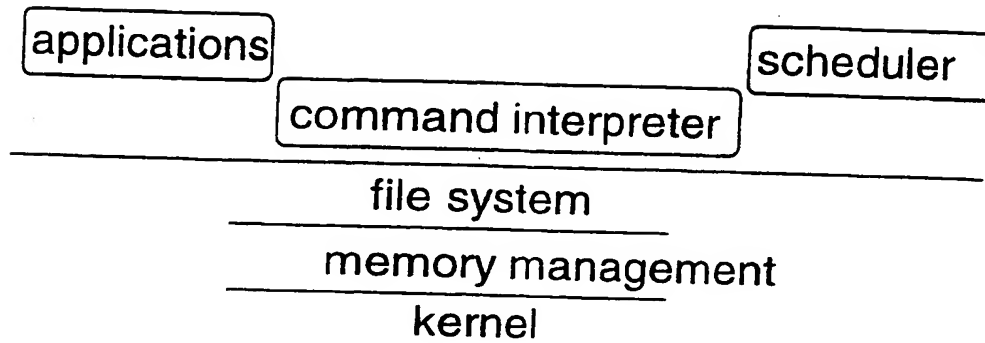 applications
scheduler
command interpreter
file system
memory management
kernel